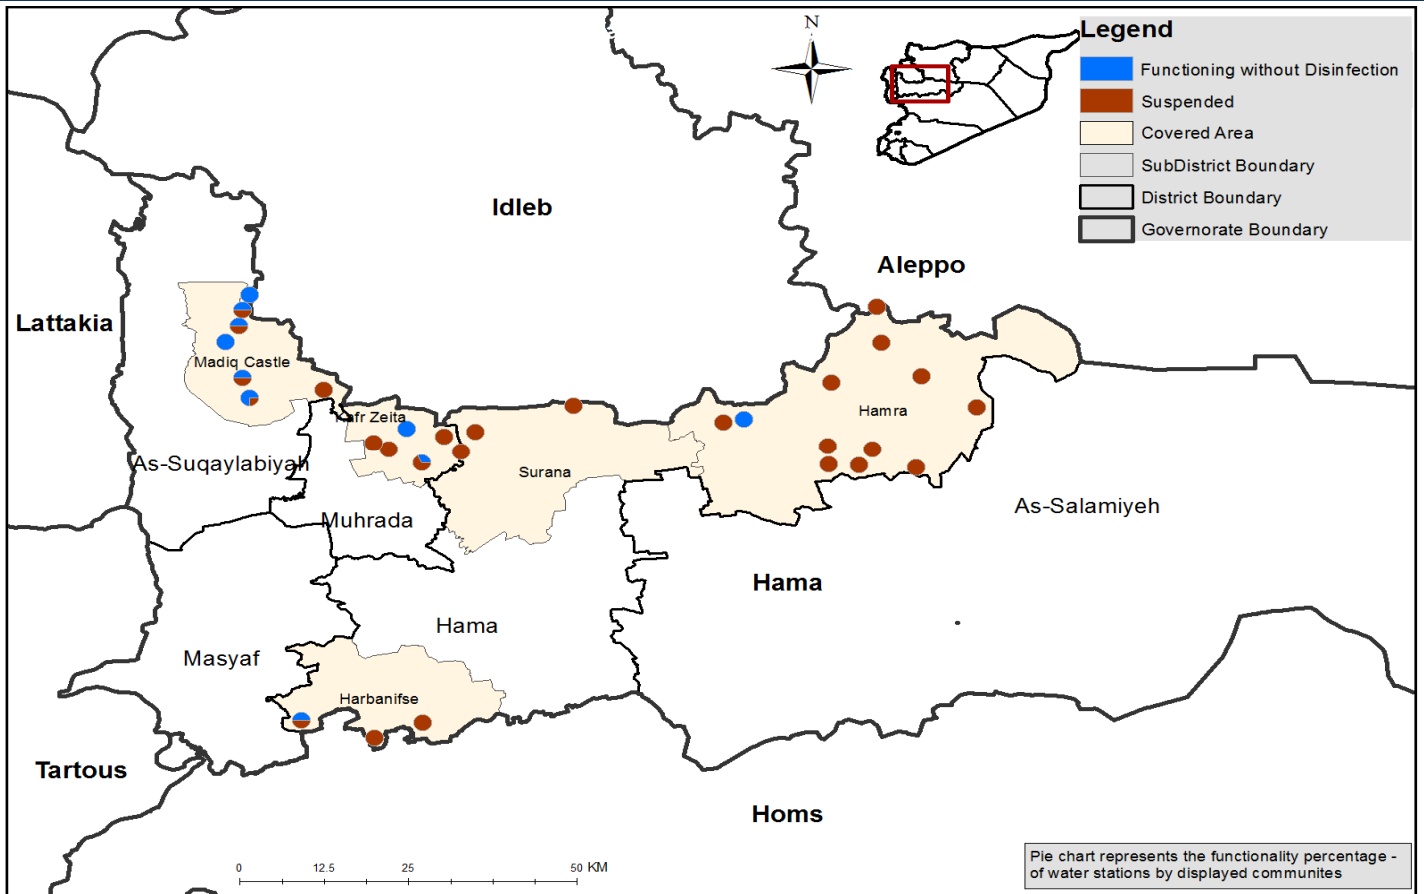 N
Legend
Functioning without Disinfection
Suspended
Covered Area
SubDistrict Boundary
District Boundary
Governorate Boundary
Idleb
Aleppo
Lattakia
Madiq Castle
Kafr Zeita
Hamra
As-Suqaylabiyah
Surana
Muhrada
As-Salamiyeh
Hama
Hama
Masyaf
Harbanifse
Tartous
Homs
0 12.5 25 50 KM
Pie chart represents the functionality percentage -
of water stations by displayed communites